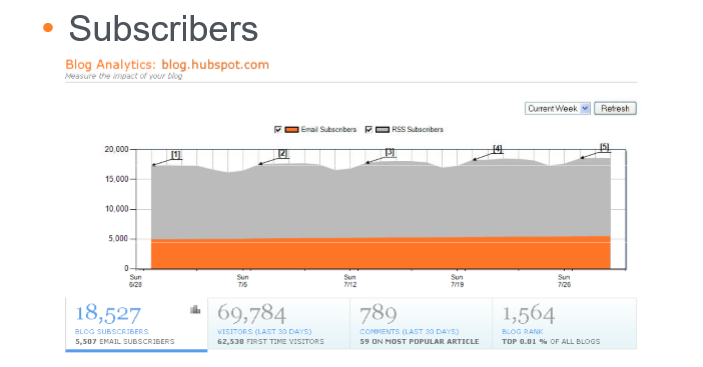 • Subscribers
Blog Analytics: blog.hubspot.com
Measure the impact of your blog
Current Week Refresh
Email Subscribers RSS Subscribers
20,000
15,000
10,000
5,000
0
[1] [2] [3] [4] [5]
Sun Sun Sun Sun Sun
6/28 7/5 7/12 7/19 7/26
18,527 69,784 789 1,564
BLOG SUBSCRIBERS VISITORS (LAST 30 DAYS) COMMENTS (LAST 30 DAYS) BLOG RANK
5,507 EMAIL SUBSCRIBERS 62,538 FIRST TIME VISITORS 59 ON MOST POPULAR ARTICLE TOP 0.01 % OF ALL BLOGS